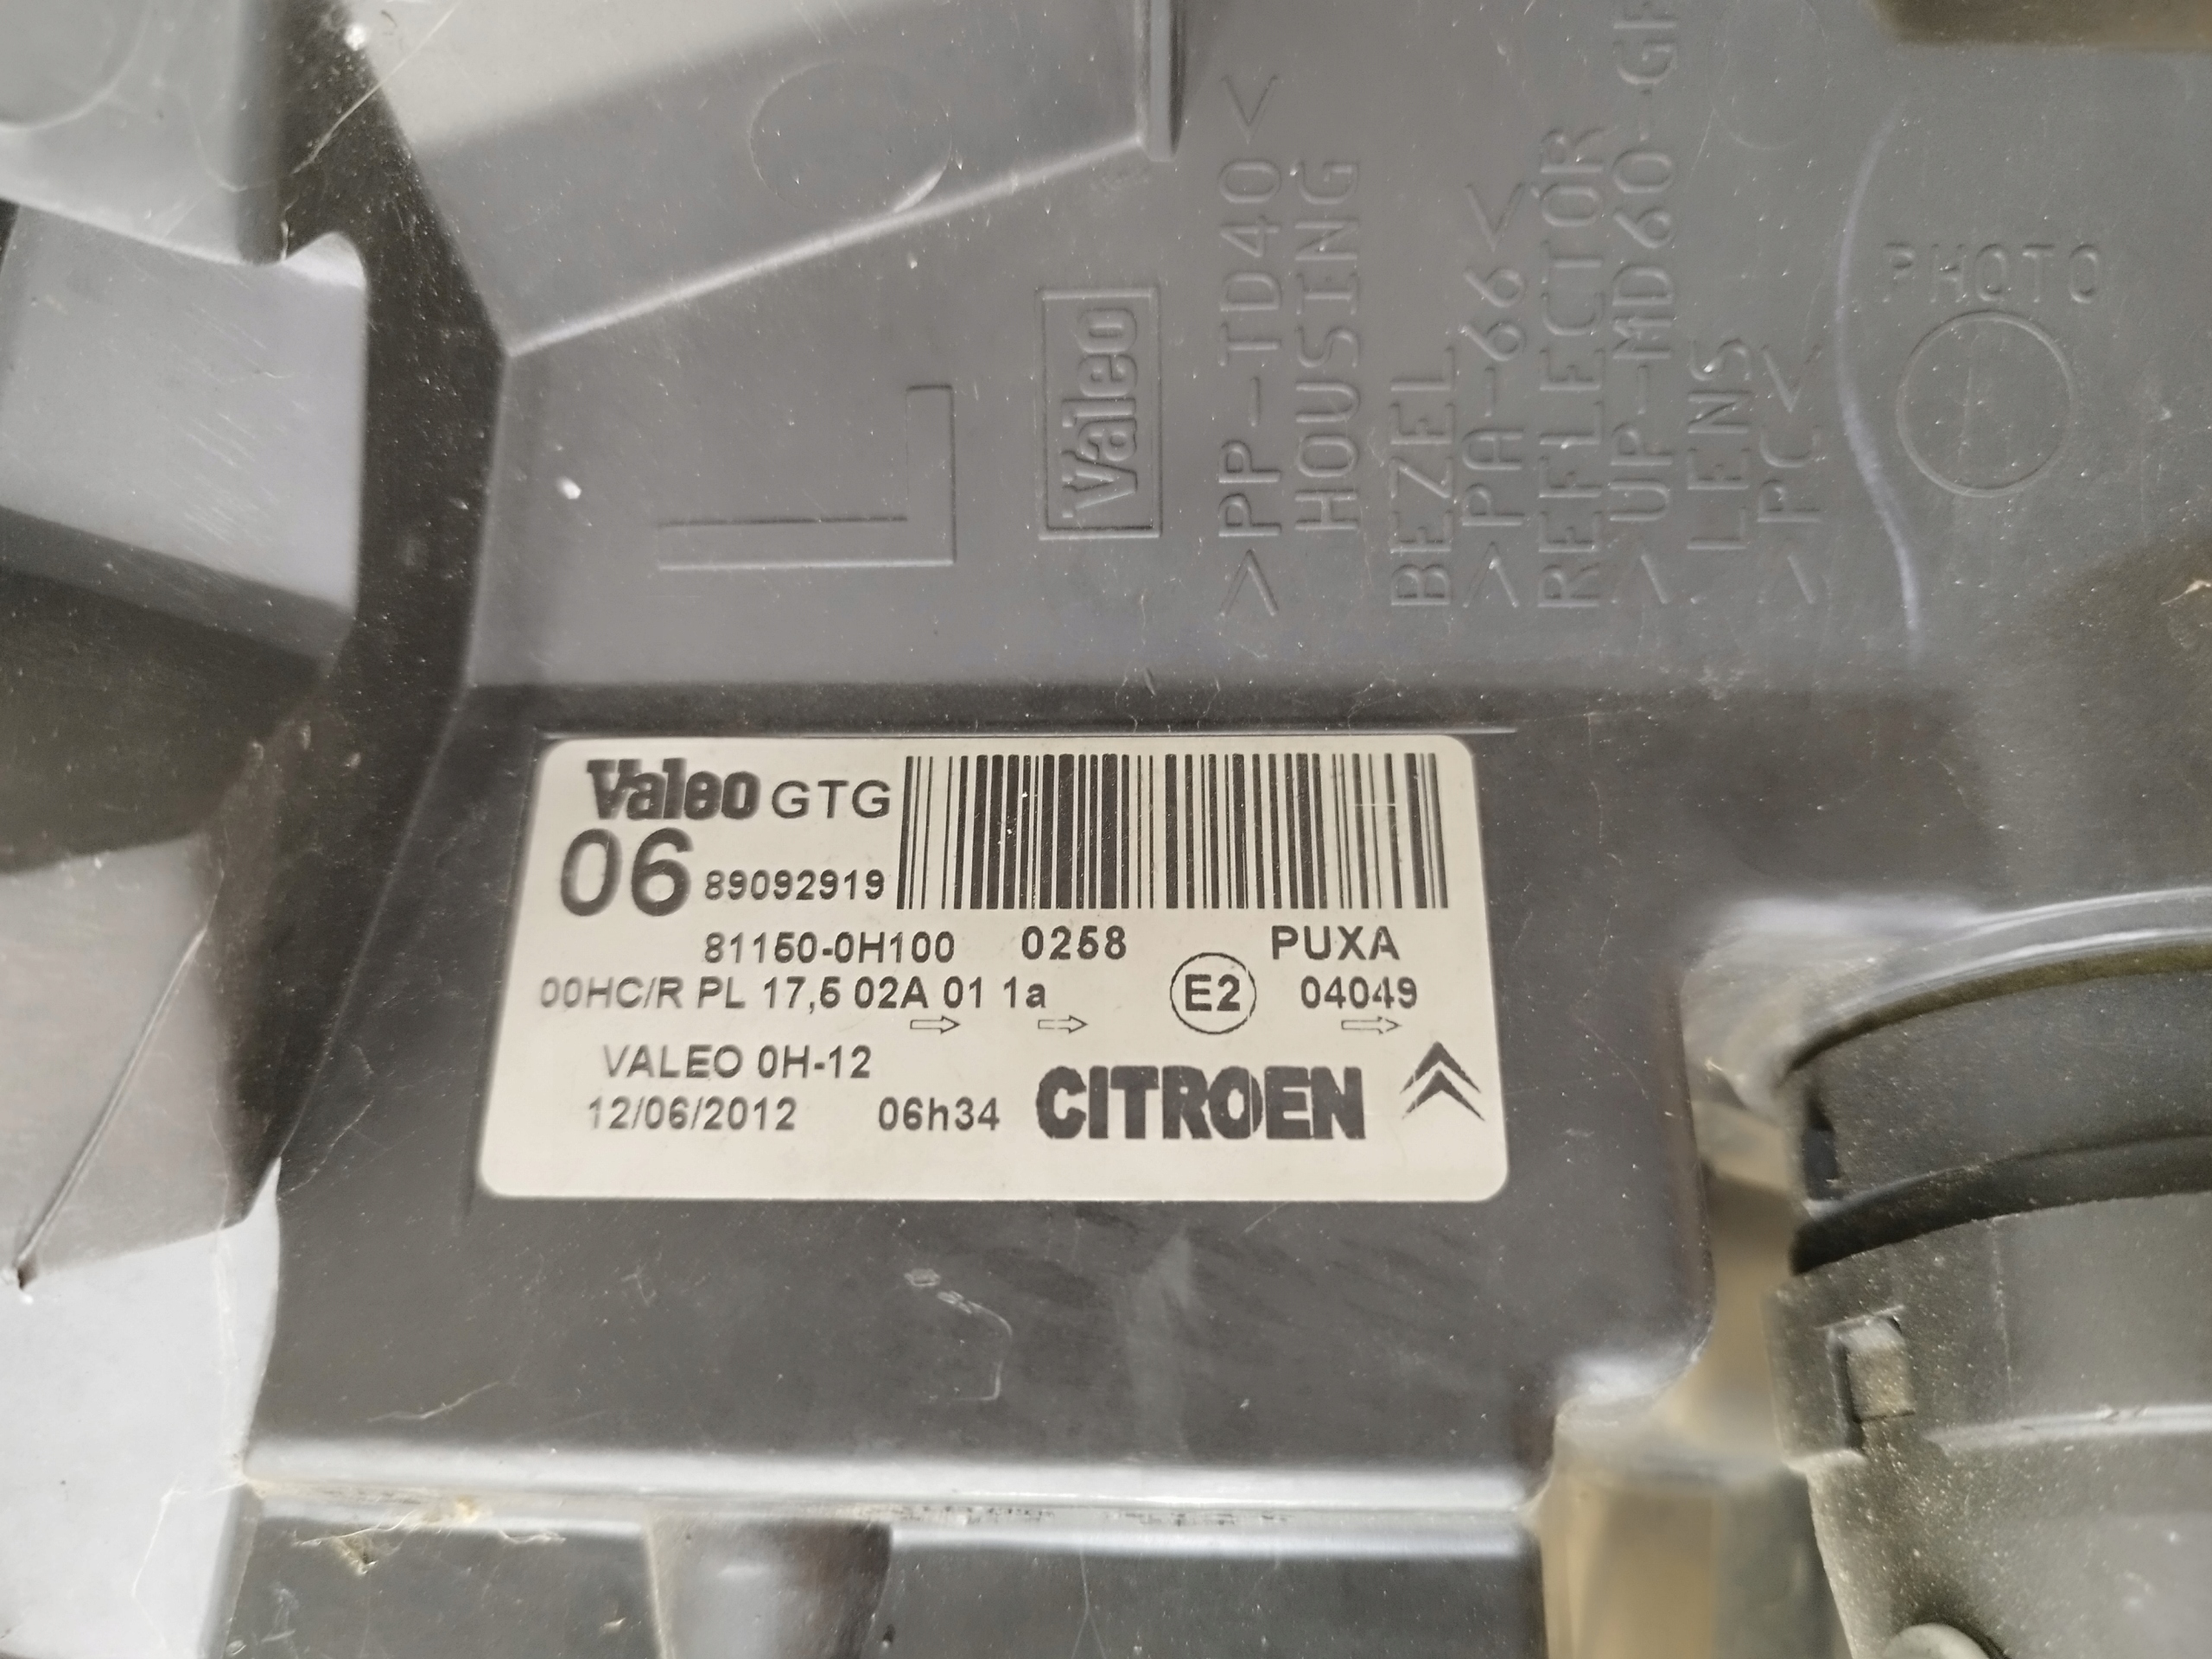 L
Valeo
>PP-TD40<
HOUSING
BEZEL
>PA-66<
REFLECTOR
>UP-MD60-GF
LENS
>PC<
PHOTO
Valeo GTG
06 89092919
81150-0H100 0258 PUXA
00HC/R PL 17,5 02A 01 1a E2 04049
VALEO 0H-12
12/06/2012 06h34 CITROEN